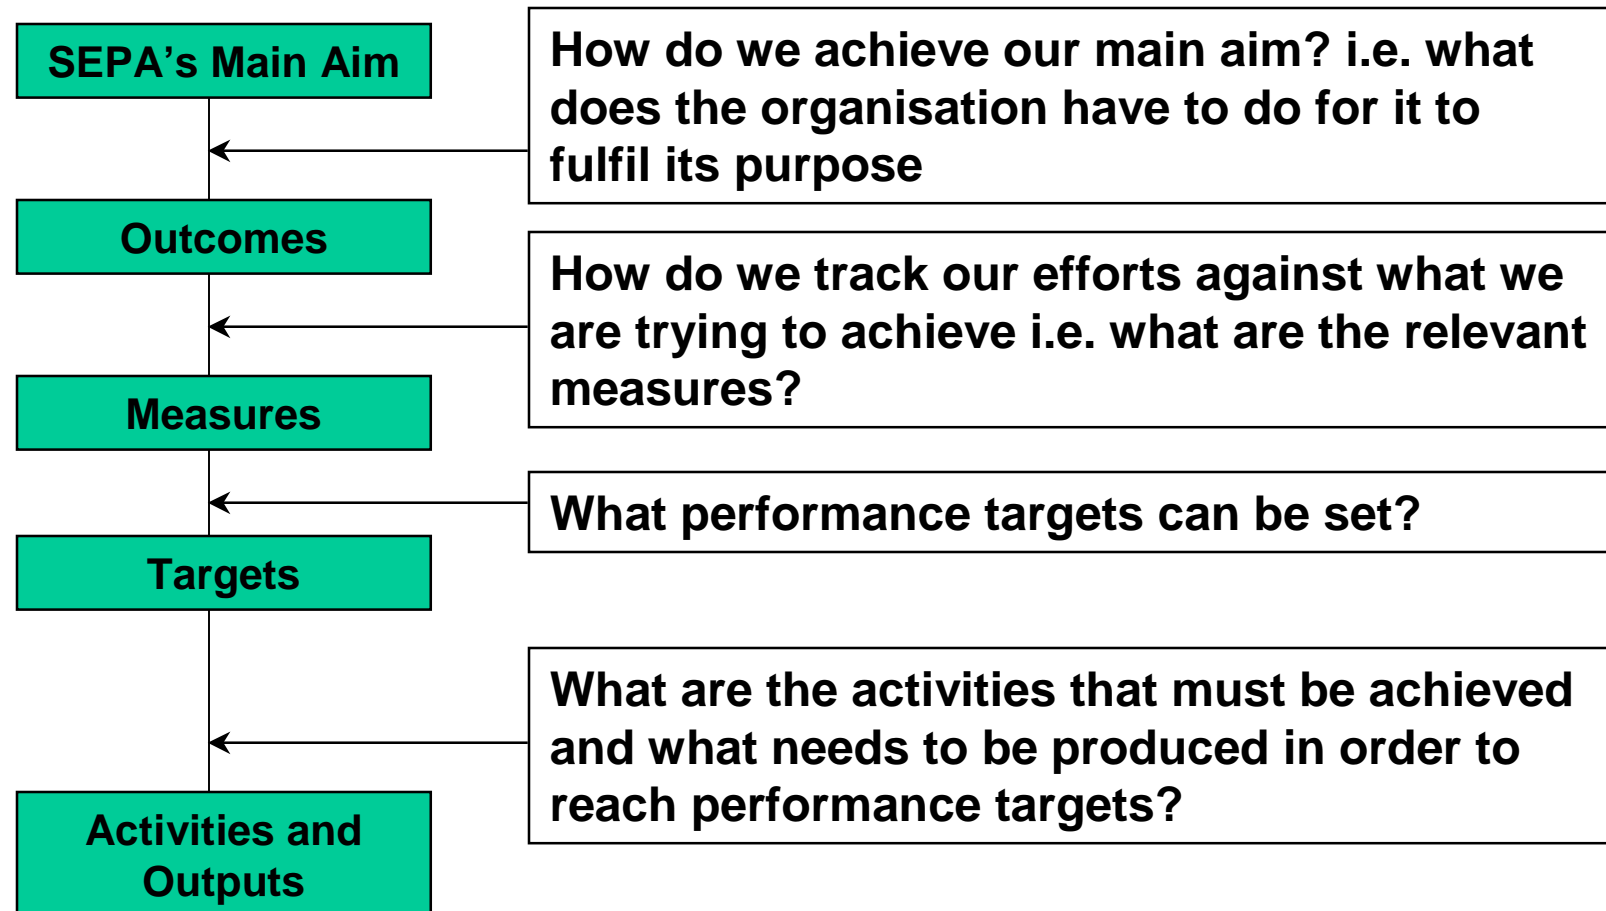 SEPA’s Main Aim
How do we achieve our main aim? i.e. what
does the organisation have to do for it to
fulfil its purpose
Outcomes
How do we track our efforts against what we
are trying to achieve i.e. what are the relevant
measures?
Measures
What performance targets can be set?
Targets
What are the activities that must be achieved
and what needs to be produced in order to
reach performance targets?
Activities and
Outputs